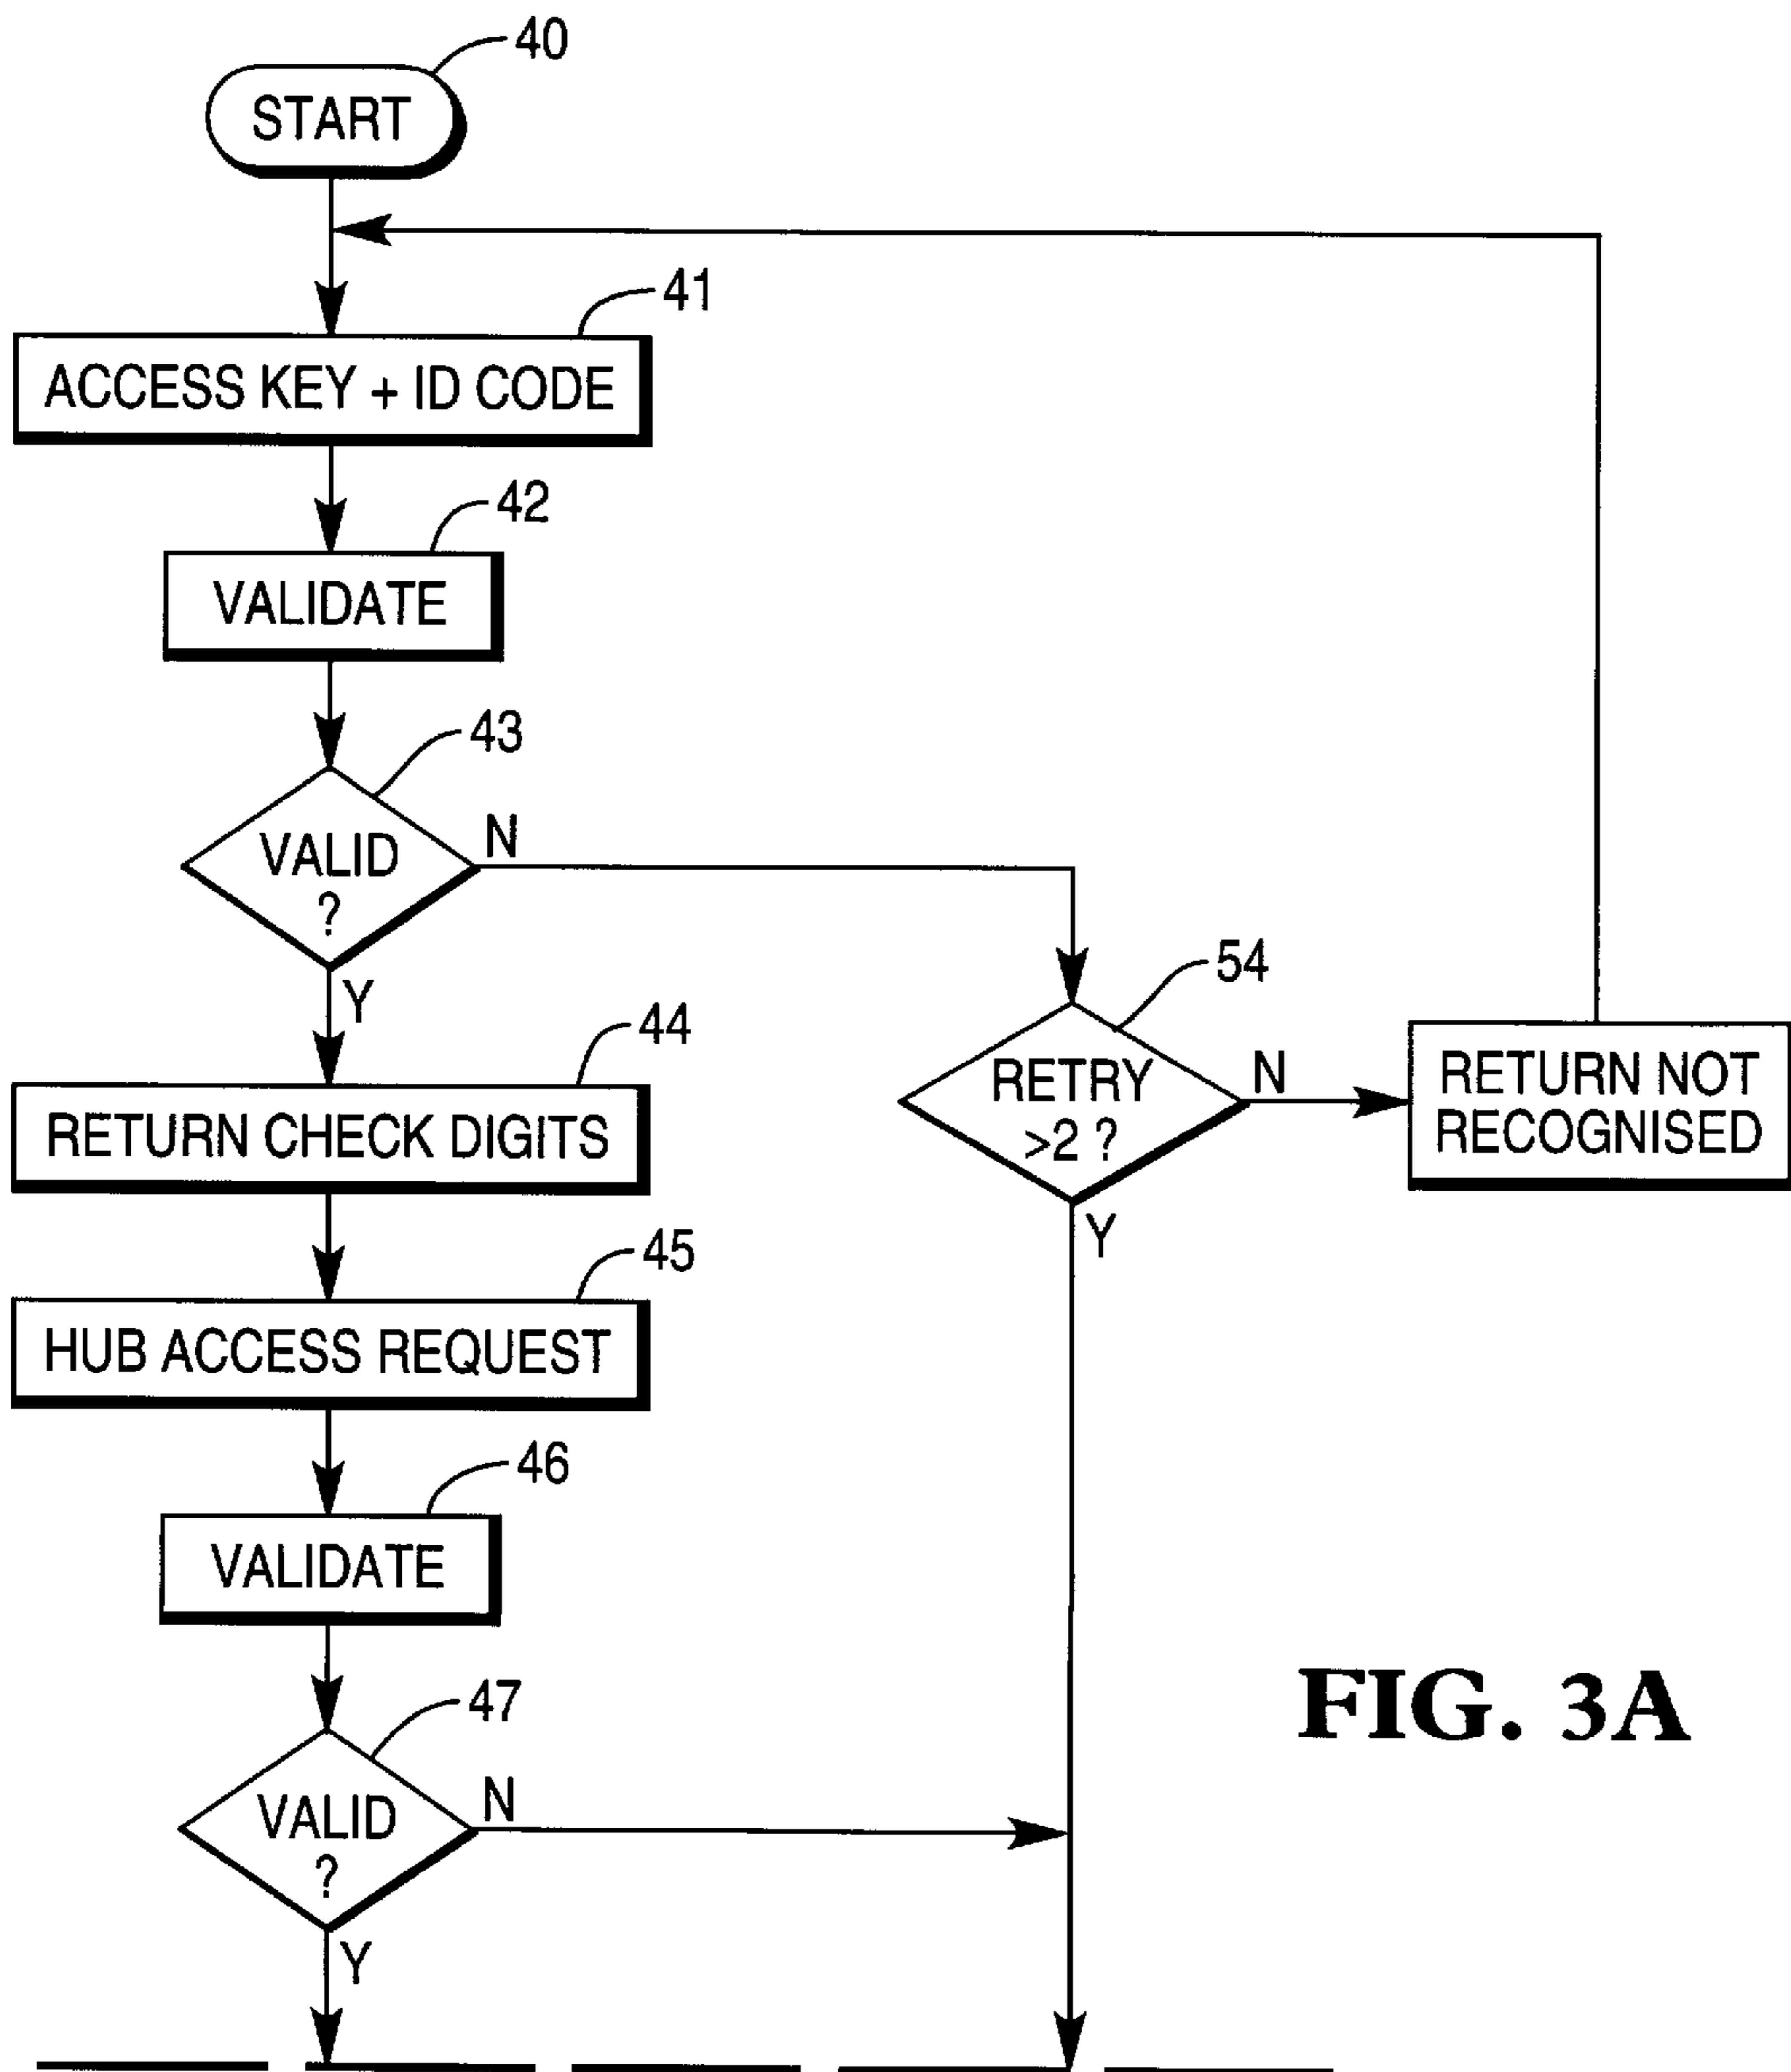 40
START
41
ACCESS KEY + ID CODE
42
VALIDATE
43
VALID
?
N
Y
54
RETRY
>2 ?
N
Y
RETURN NOT
RECOGNISED
44
RETURN CHECK DIGITS
45
HUB ACCESS REQUEST
46
VALIDATE
47
VALID
?
N
Y
FIG. 3A